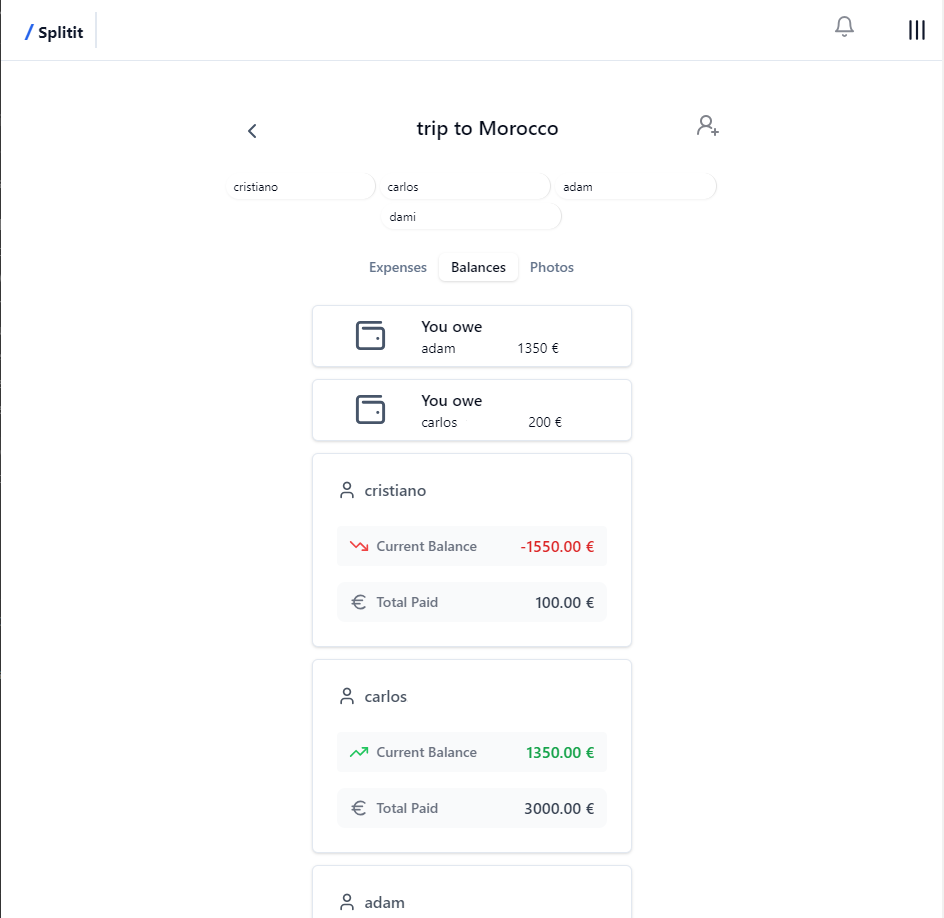 / Splitit
trip to Morocco
cristiano carlos adam
dami
Expenses Balances Photos
You owe
adam 1350 €
You owe
carlos 200 €
cristiano
Current Balance -1550.00 €
€ Total Paid 100.00 €
carlos
Current Balance 1350.00 €
€ Total Paid 3000.00 €
adam